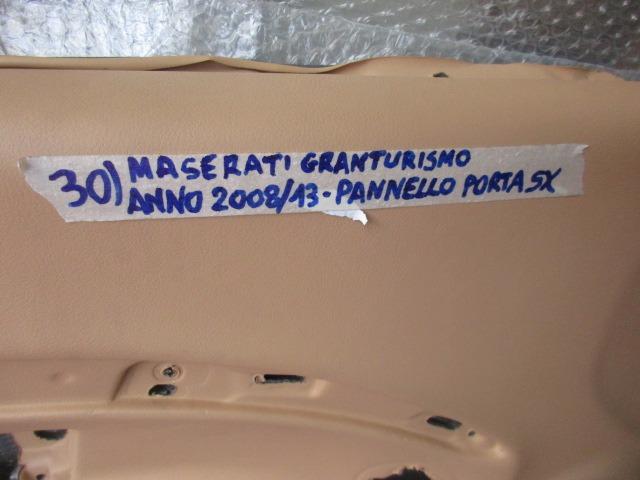 30) MASERATI GRANTURISMO
ANNO 2008/13 - PANNELLO PORTA SX